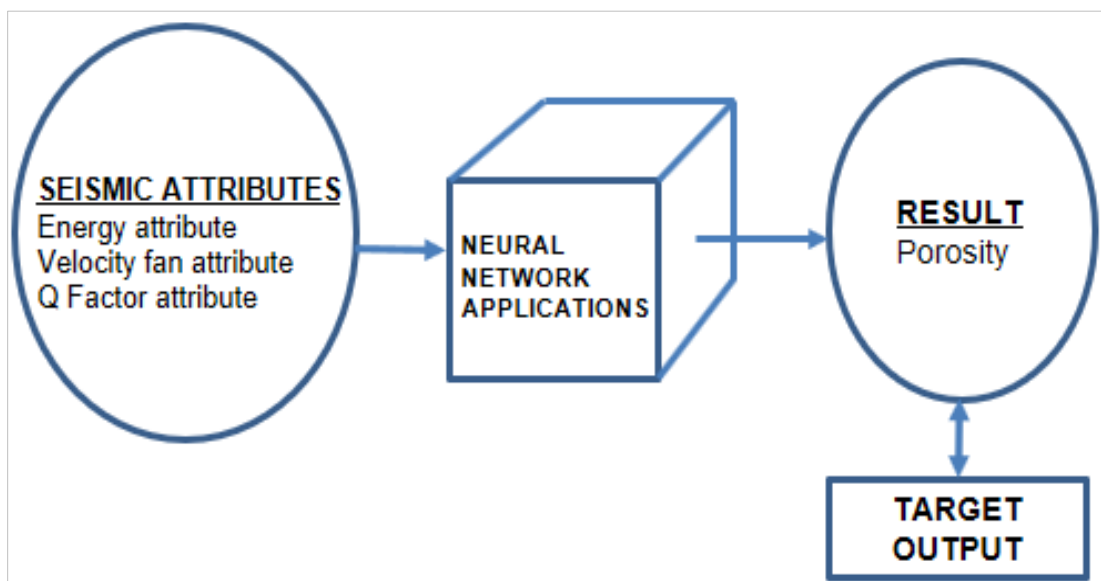 SEISMIC ATTRIBUTES
Energy attribute
Velocity fan attribute
Q Factor attribute
NEURAL
NETWORK
APPLICATIONS
RESULT
Porosity
TARGET
OUTPUT